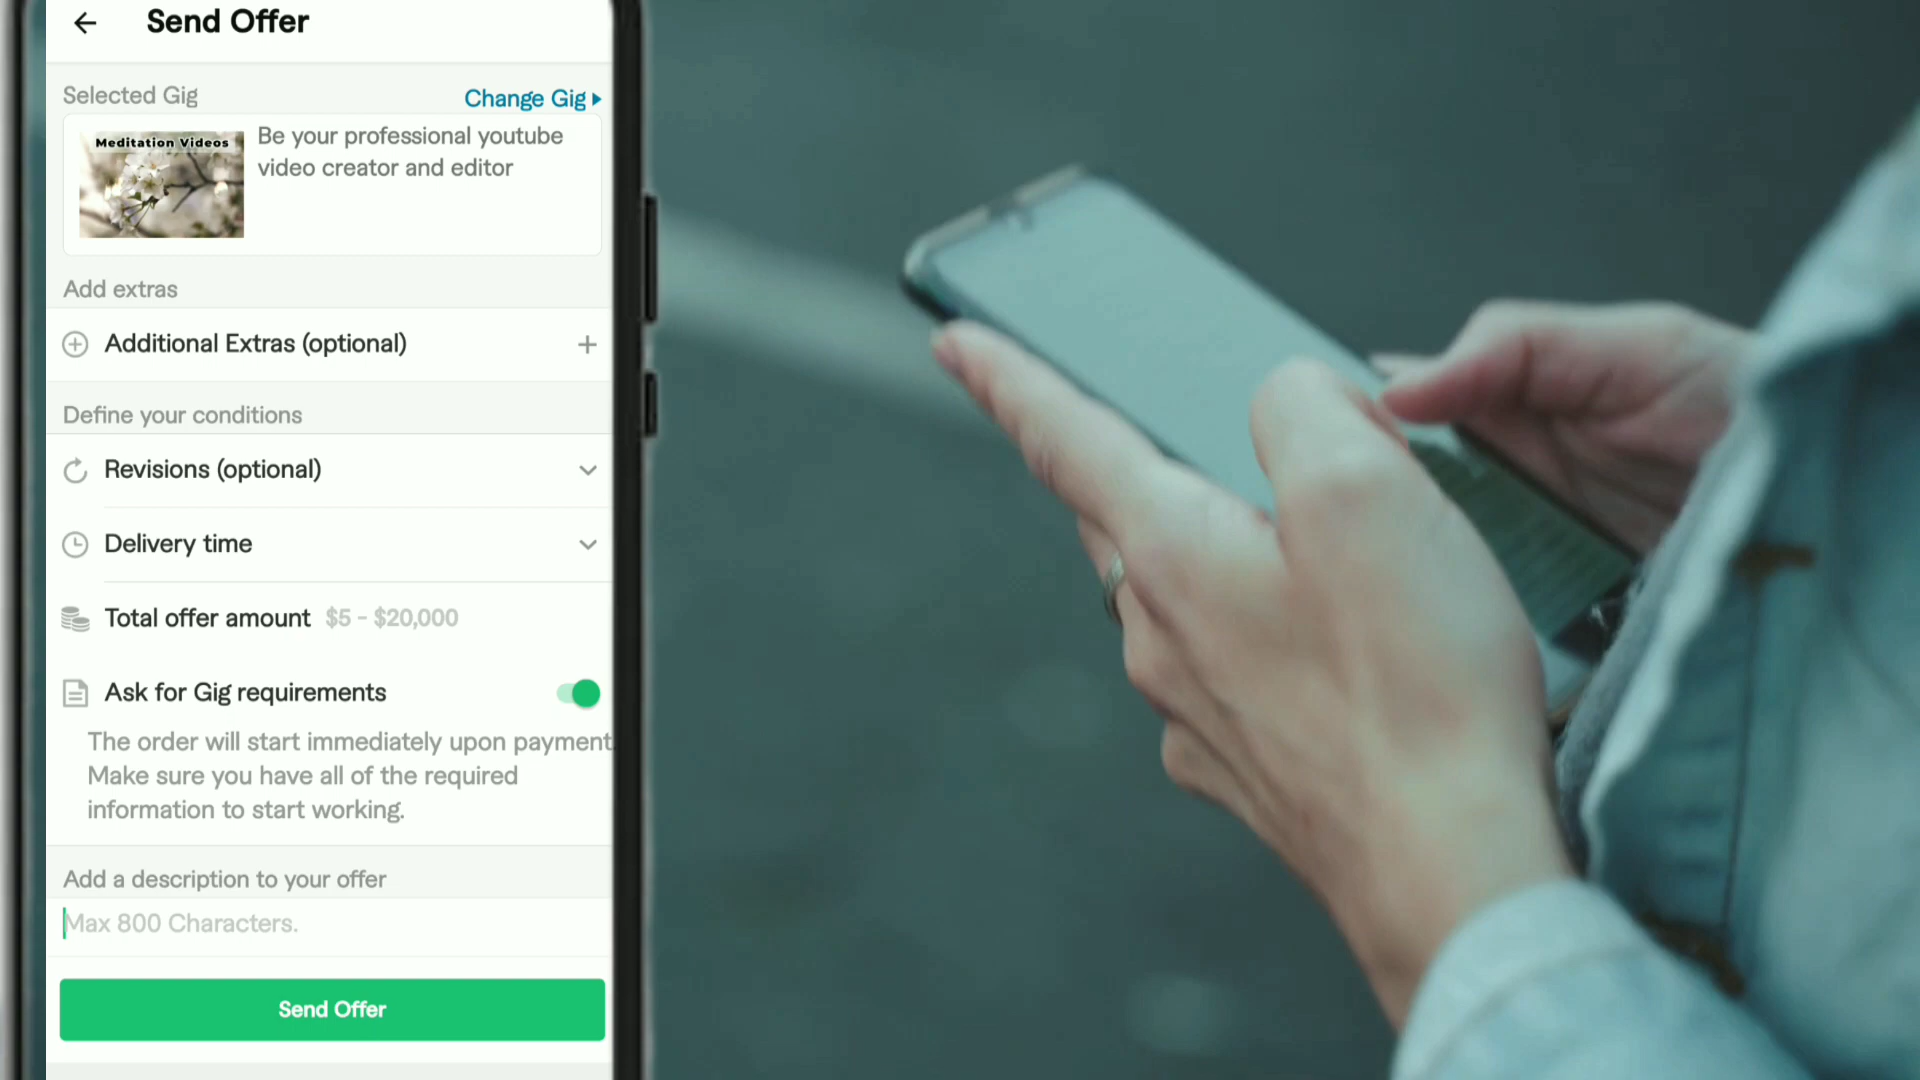 Send Offer
Selected Gig
Change Gig
Meditation Videos
Be your professional youtube
video creator and editor
Add extras
Additional Extras (optional)
Define your conditions
Revisions (optional)
Delivery time
Total offer amount $5 - $20,000
Ask for Gig requirements
The order will start immediately upon payment
Make sure you have all of the required
information to start working.
Add a description to your offer
Max 800 Characters.
Send Offer